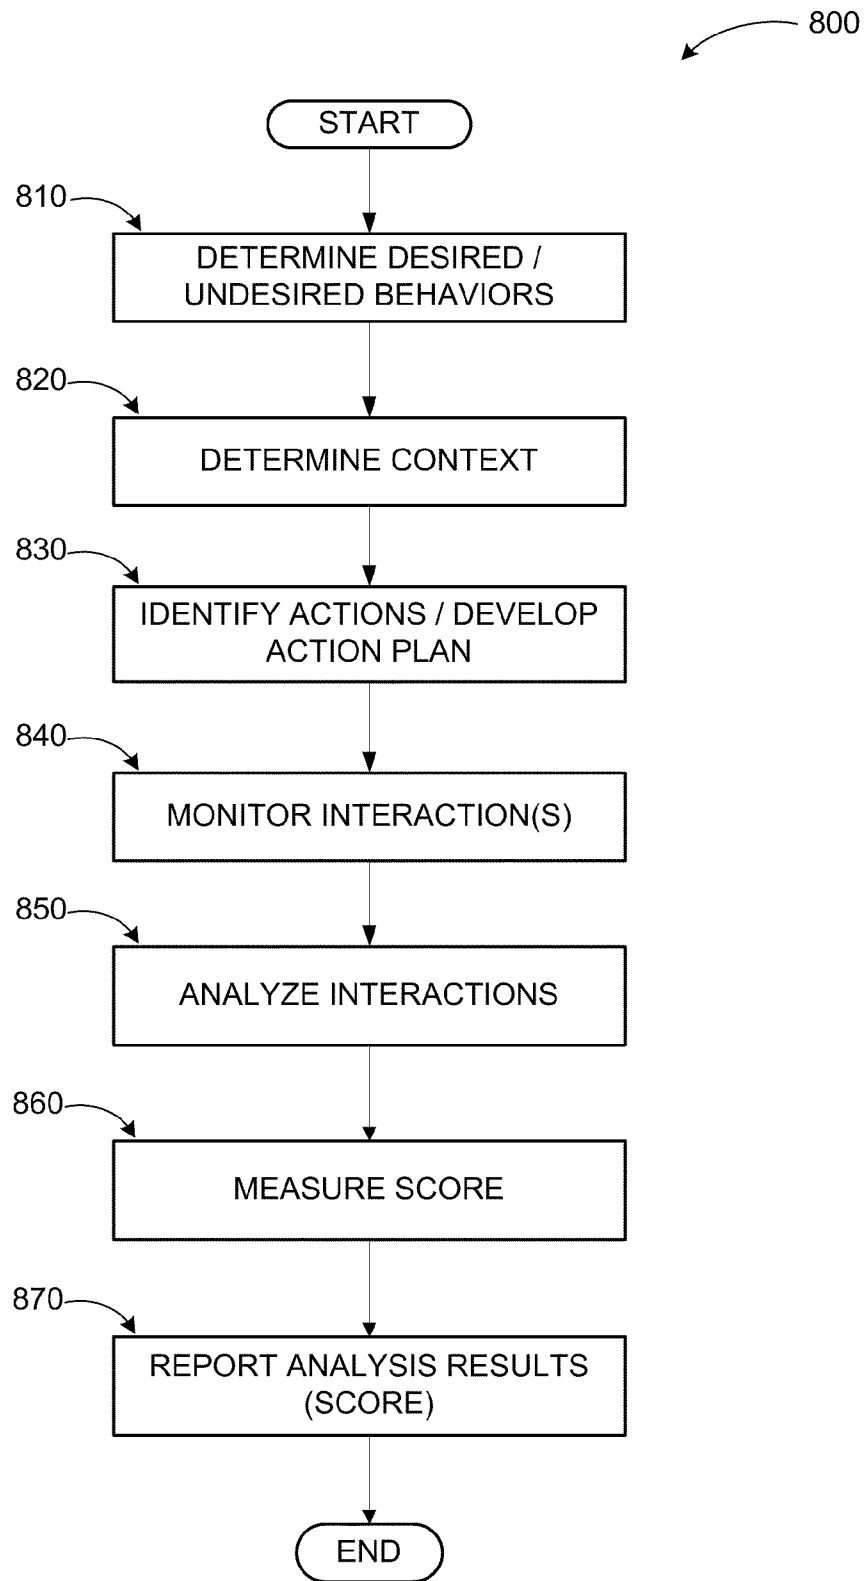 800
START
810
DETERMINE DESIRED /
UNDESIRED BEHAVIORS
820
DETERMINE CONTEXT
830
IDENTIFY ACTIONS / DEVELOP
ACTION PLAN
840
MONITOR INTERACTION(S)
850
ANALYZE INTERACTIONS
860
MEASURE SCORE
870
REPORT ANALYSIS RESULTS
(SCORE)
END